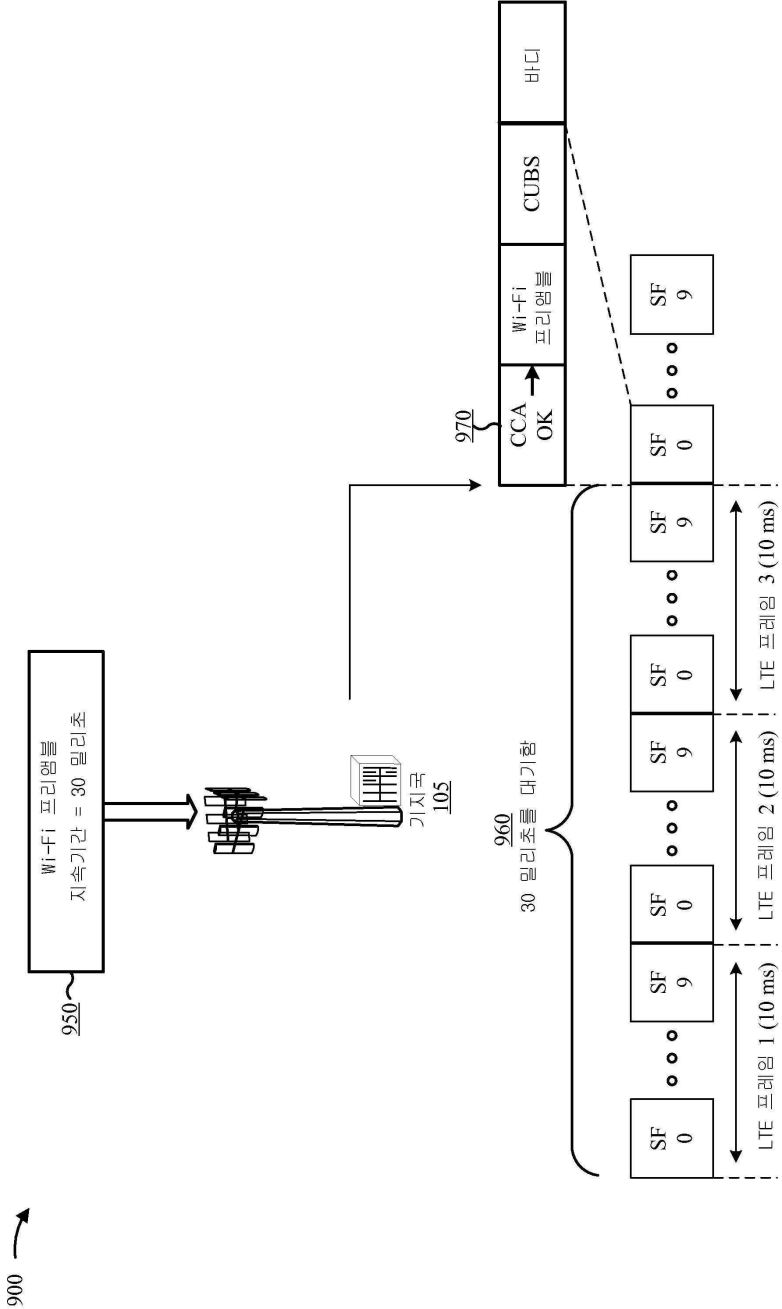 900
950
Wi-Fi 프리앰블
지속기간 = 30 밀리초
기지국
105
960
30 밀리초를 대기함
970
CCA
OK
Wi-Fi
프리앰블
CUBS
바디
SF
0
SF
9
SF
0
SF
9
SF
0
SF
9
SF
0
SF
9
LTE 프레임 1 (10 ms)
LTE 프레임 2 (10 ms)
LTE 프레임 3 (10 ms)